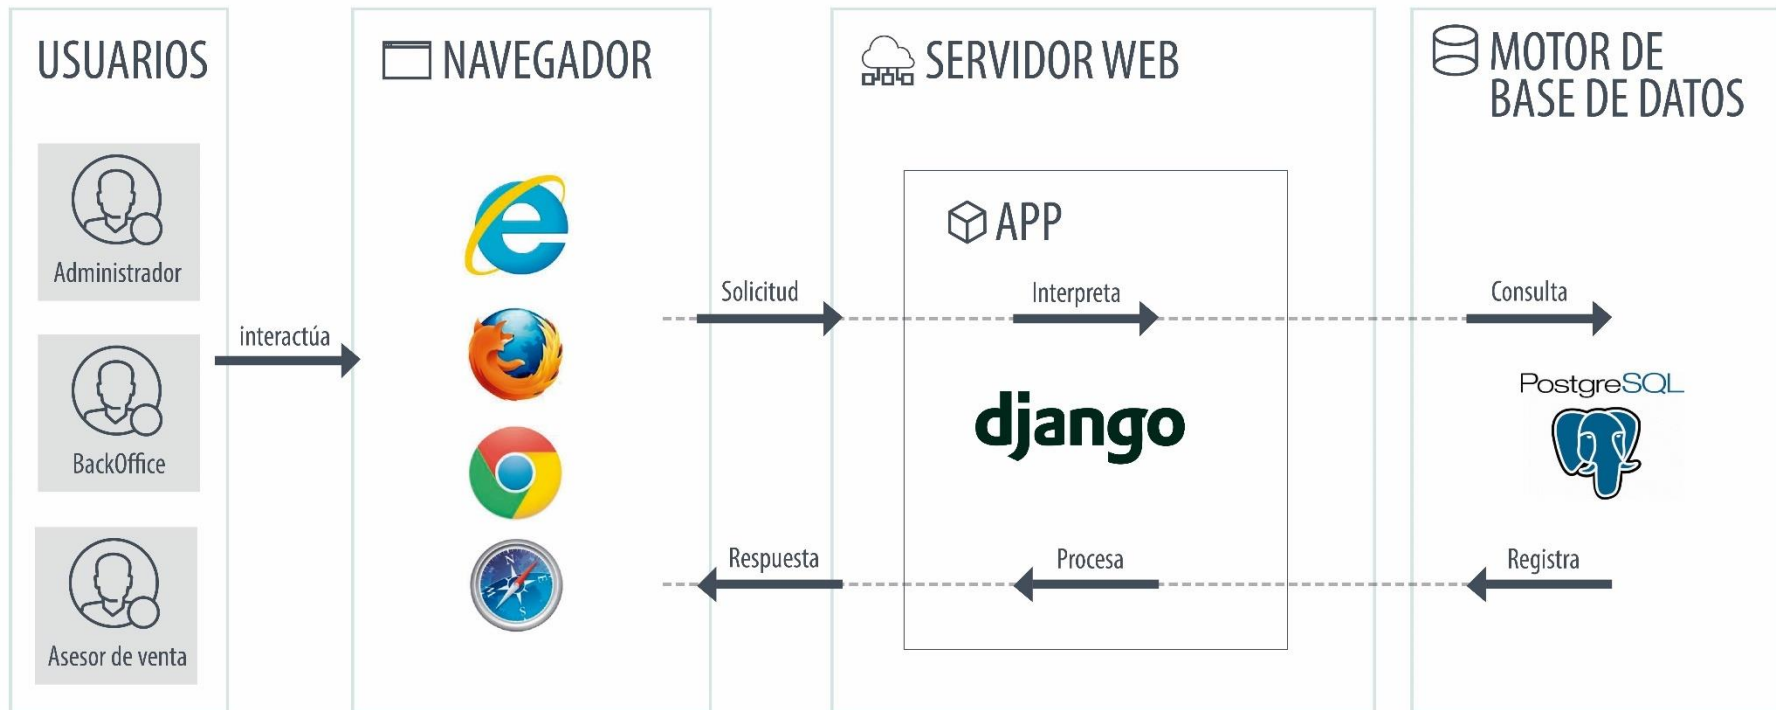 USUARIOS
Administrador
BackOffice
Asesor de venta
interactúa
NAVEGADOR
Solicitud
Respuesta
SERVIDOR WEB
APP
Interpreta
django
Procesa
MOTOR DE
BASE DE DATOS
Consulta
PostgreSQL
Registra